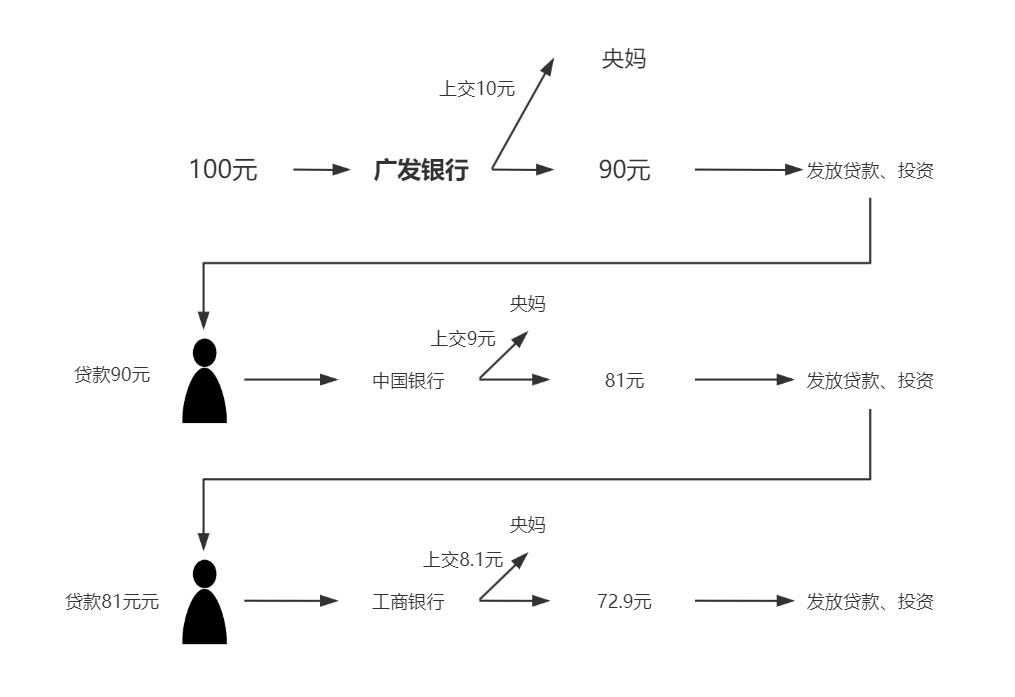 央妈
上交10元
100元
广发银行
90元
发放贷款、投资
央妈
上交9元
贷款90元
中国银行
81元
发放贷款、投资
央妈
上交8.1元
贷款81元元
工商银行
72.9元
发放贷款、投资